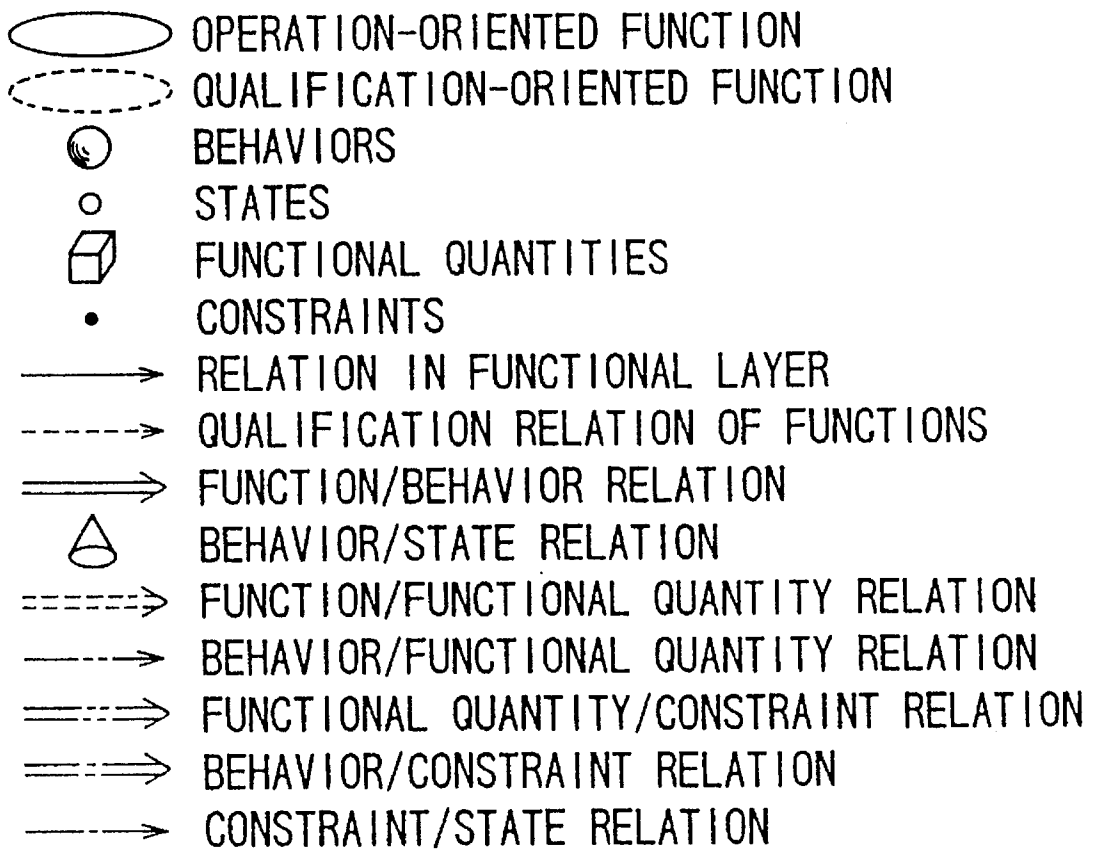 OPERATION-ORIENTED FUNCTION
QUALIFICATION-ORIENTED FUNCTION
BEHAVIORS
STATES
FUNCTIONAL QUANTITIES
CONSTRAINTS
RELATION IN FUNCTIONAL LAYER
QUALIFICATION RELATION OF FUNCTIONS
FUNCTION/BEHAVIOR RELATION
BEHAVIOR/STATE RELATION
FUNCTION/FUNCTIONAL QUANTITY RELATION
BEHAVIOR/FUNCTIONAL QUANTITY RELATION
FUNCTIONAL QUANTITY/CONSTRAINT RELATION
BEHAVIOR/CONSTRAINT RELATION
CONSTRAINT/STATE RELATION